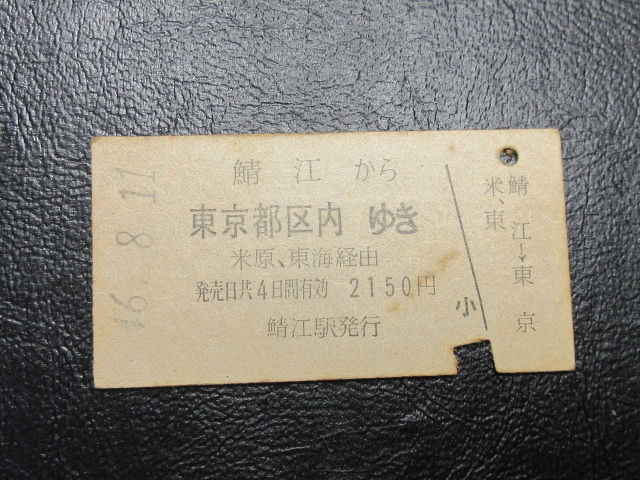 鯖江から
東京都区内 ゆき
米原、東海経由
発売日共4日間有効 2150円
鯖江駅発行
46. 8. 11
小
鯖江→東京
米、東